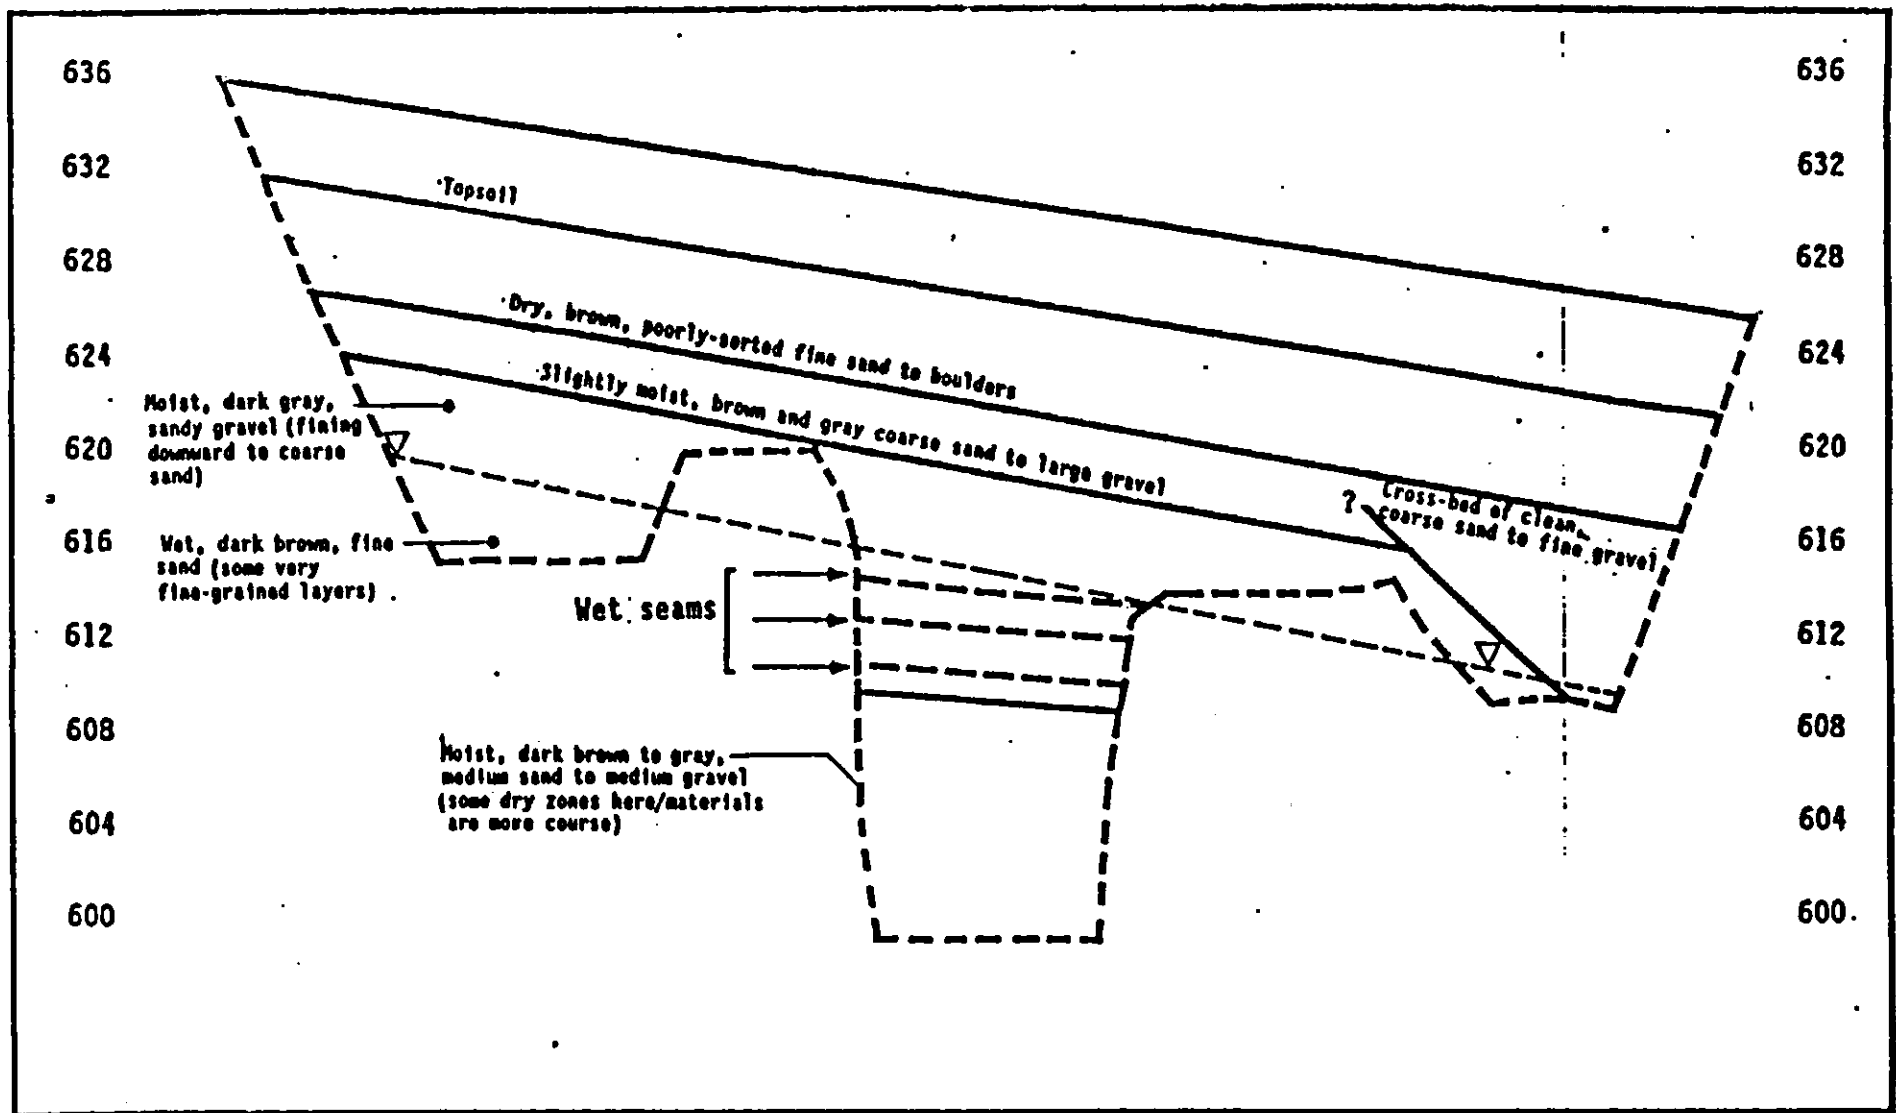 636
632
628
624
620
616
612
608
604
600
636
632
628
624
620
616
612
608
604
600.
Topsoil
Dry, brown, poorly-sorted fine sand to boulders
Slightly moist, brown and gray coarse sand to large gravel
Moist, dark gray,
sandy gravel (fining
downward to coarse
sand)
Wet, dark brown, fine
sand (some very
fine-grained layers)
Wet seams
?
Cross-bed of clean,
coarse sand to fine gravel
Moist, dark brown to gray,
medium sand to medium gravel
(some dry zones here/materials
are more course)